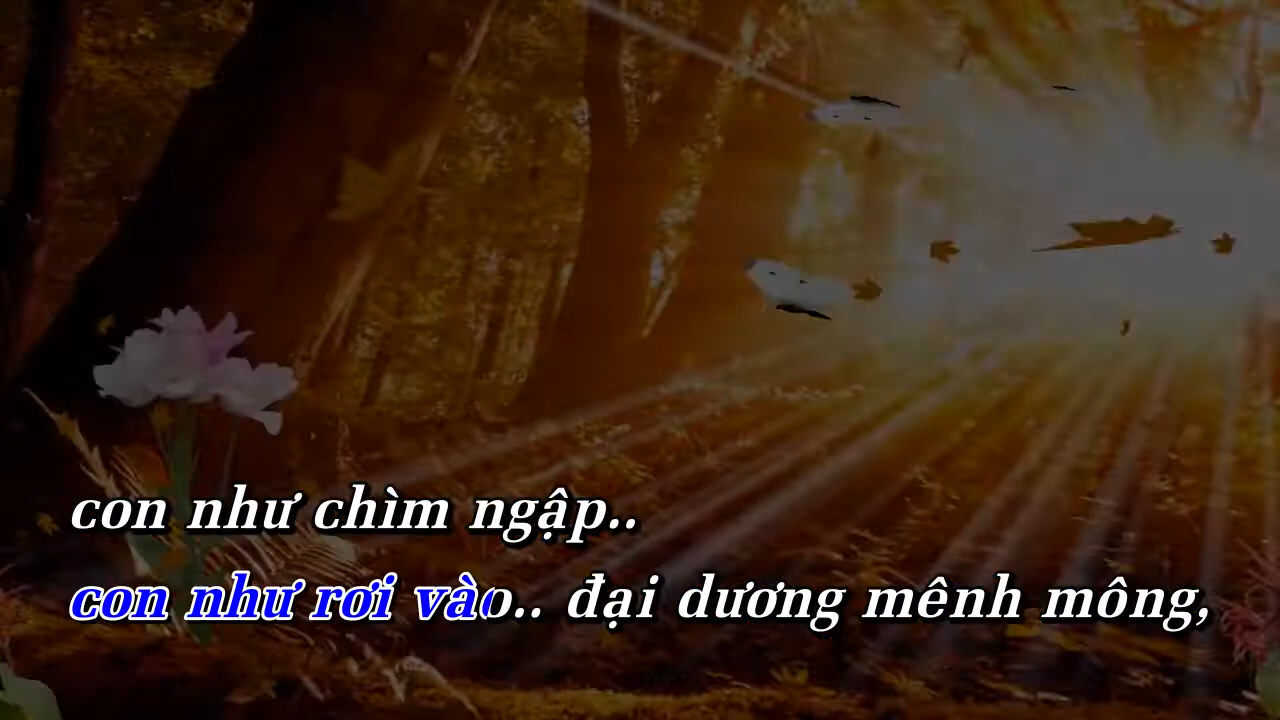 con như chìm ngập..
con như rơi vào.. đại dương mênh mông,